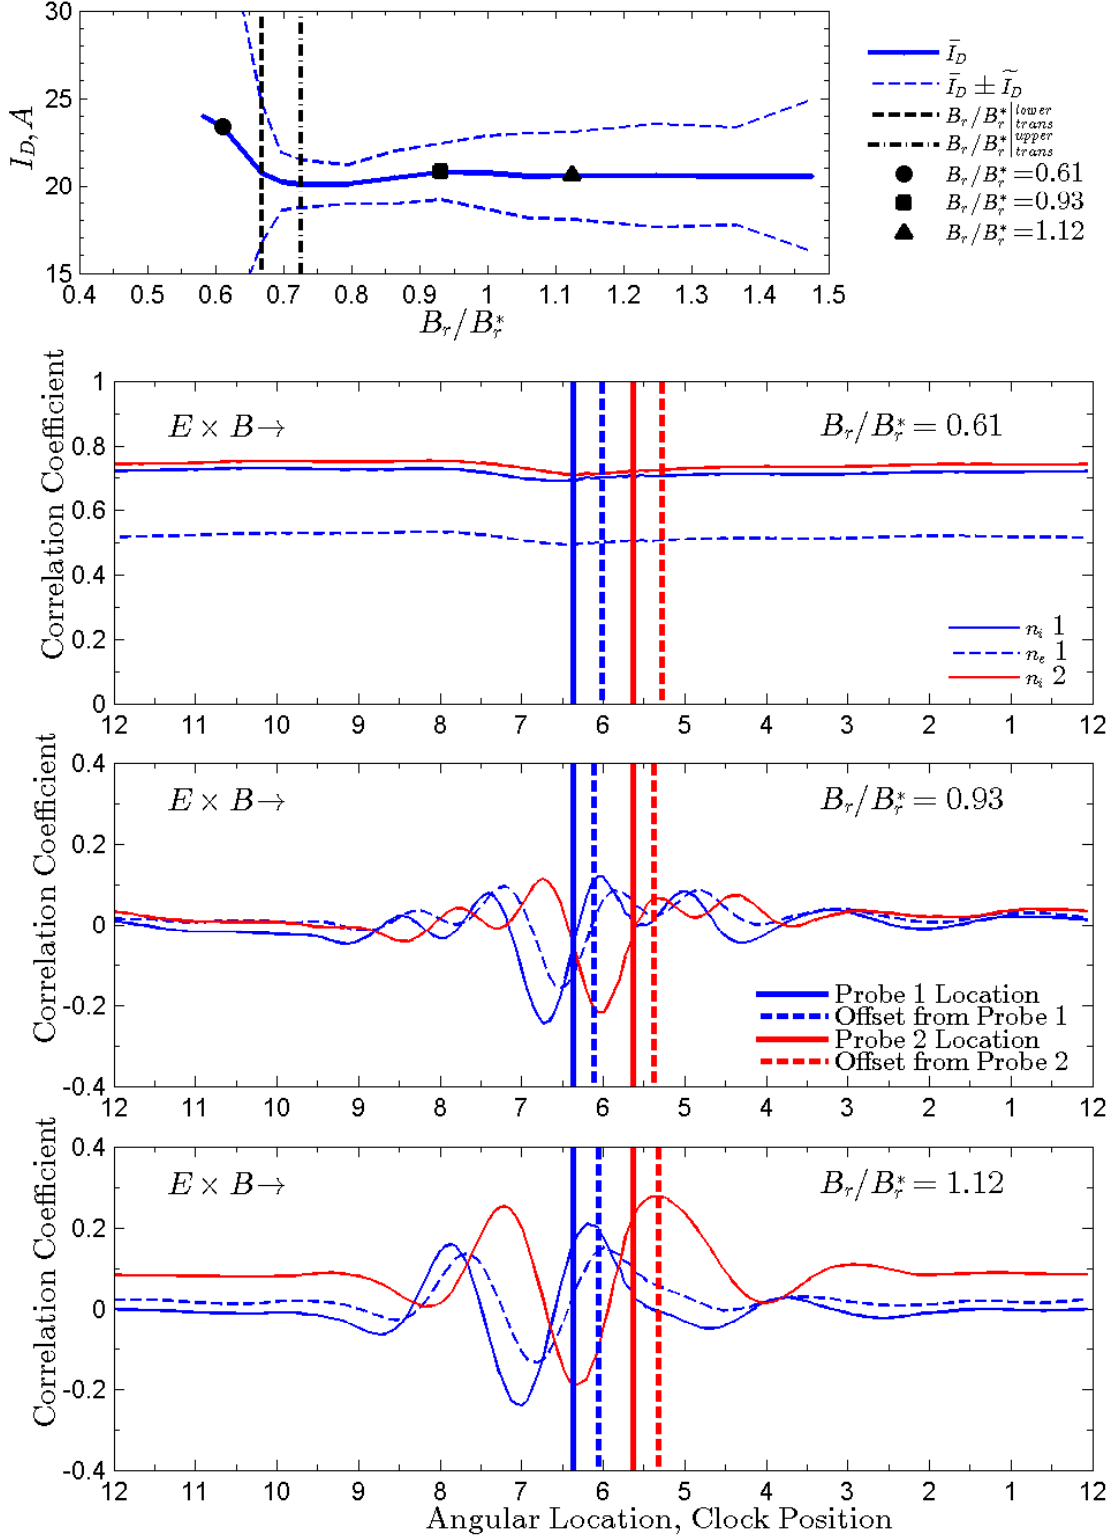 30
25
20
15
I_D, A
0.4 0.5 0.6 0.7 0.8 0.9 1 1.1 1.2 1.3 1.4 1.5
B_r/B_r^*
Ī_D
Ī_D ± Ĩ_D
B_r/B_r^*|_{trans}^{lower}
B_r/B_r^*|_{trans}^{upper}
B_r/B_r^* = 0.61
B_r/B_r^* = 0.93
B_r/B_r^* = 1.12
Correlation Coefficient
1
0.8
0.6
0.4
0.2
0
E × B →
B_r/B_r^* = 0.61
n_i 1
n_e 1
n_i 2
12 11 10 9 8 7 6 5 4 3 2 1 12
Correlation Coefficient
0.4
0.2
0
-0.2
-0.4
E × B →
B_r/B_r^* = 0.93
Probe 1 Location
Offset from Probe 1
Probe 2 Location
Offset from Probe 2
12 11 10 9 8 7 6 5 4 3 2 1 12
Correlation Coefficient
0.4
0.2
0
-0.2
-0.4
E × B →
B_r/B_r^* = 1.12
12 11 10 9 8 7 6 5 4 3 2 1 12
Angular Location, Clock Position